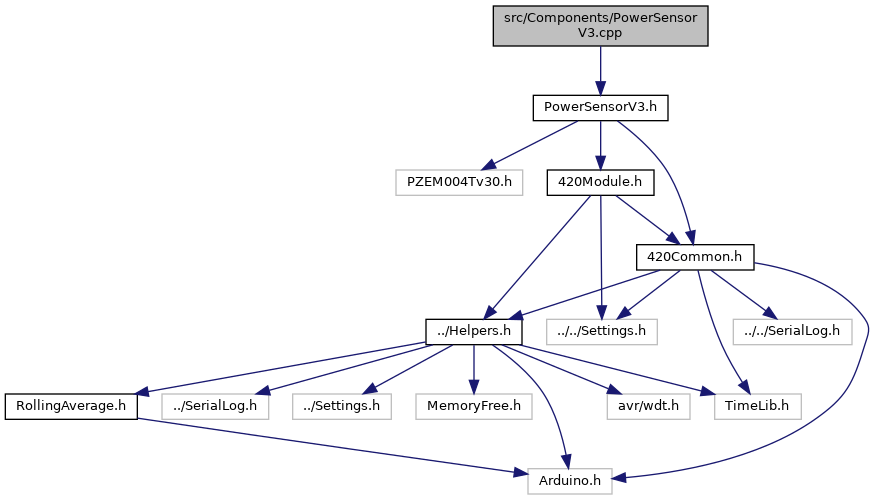 src/Components/PowerSensor
V3.cpp
PowerSensorV3.h
PZEM004Tv30.h
420Module.h
420Common.h
../Helpers.h
../../Settings.h
../../SerialLog.h
RollingAverage.h
../SerialLog.h
../Settings.h
MemoryFree.h
avr/wdt.h
TimeLib.h
Arduino.h